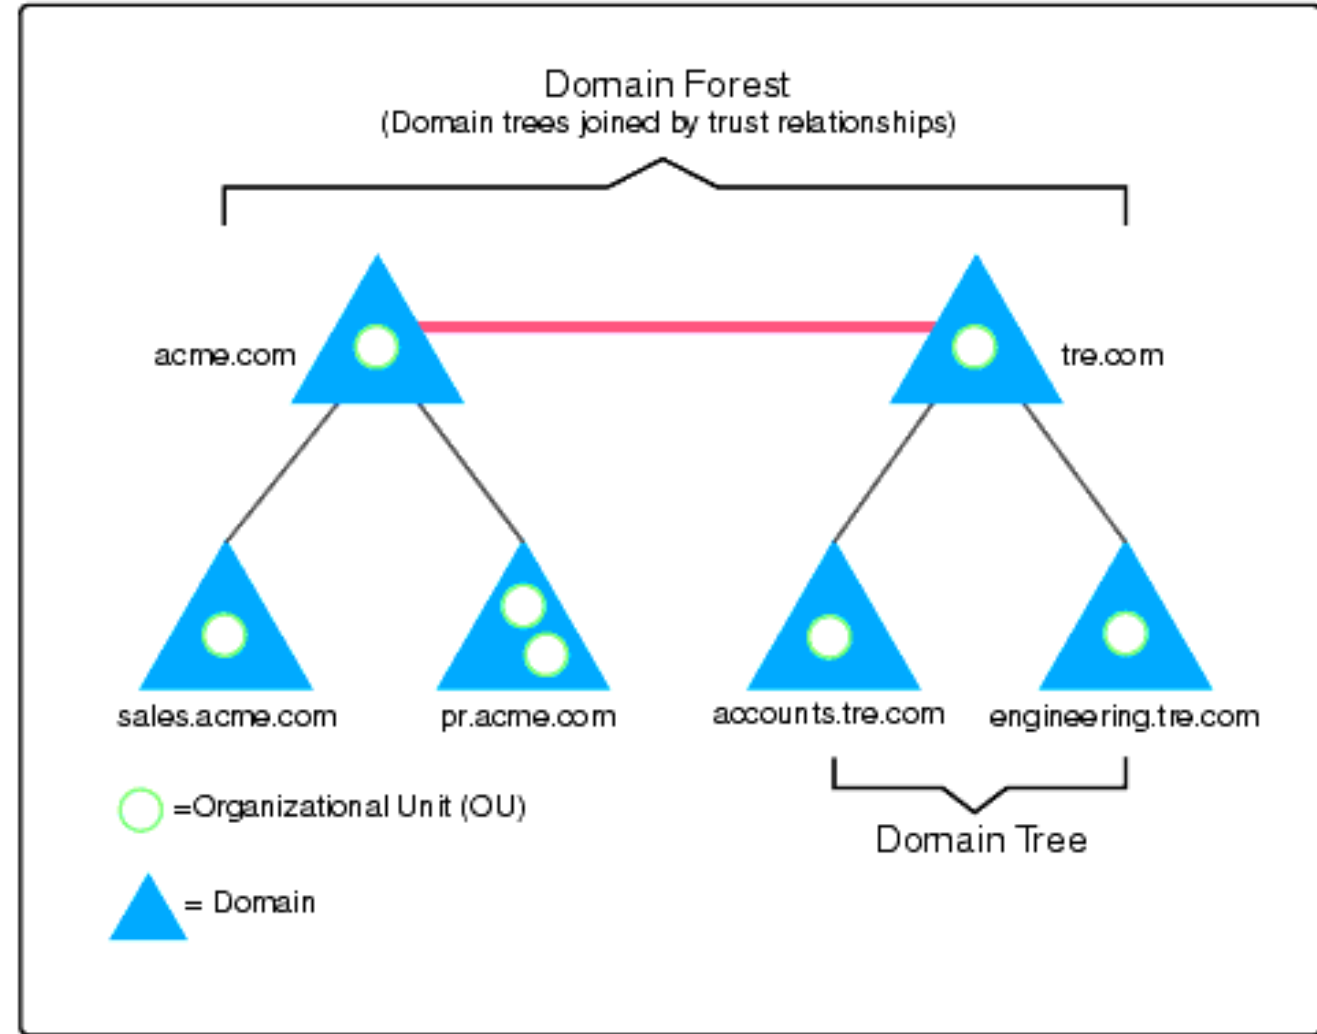 Domain Forest
(Domain trees joined by trust relationships)
acme.com
tre.com
sales.acme.com
pr.acme.com
accounts.tre.com
engineering.tre.com
=Organizational Unit (OU)
Domain Tree
= Domain